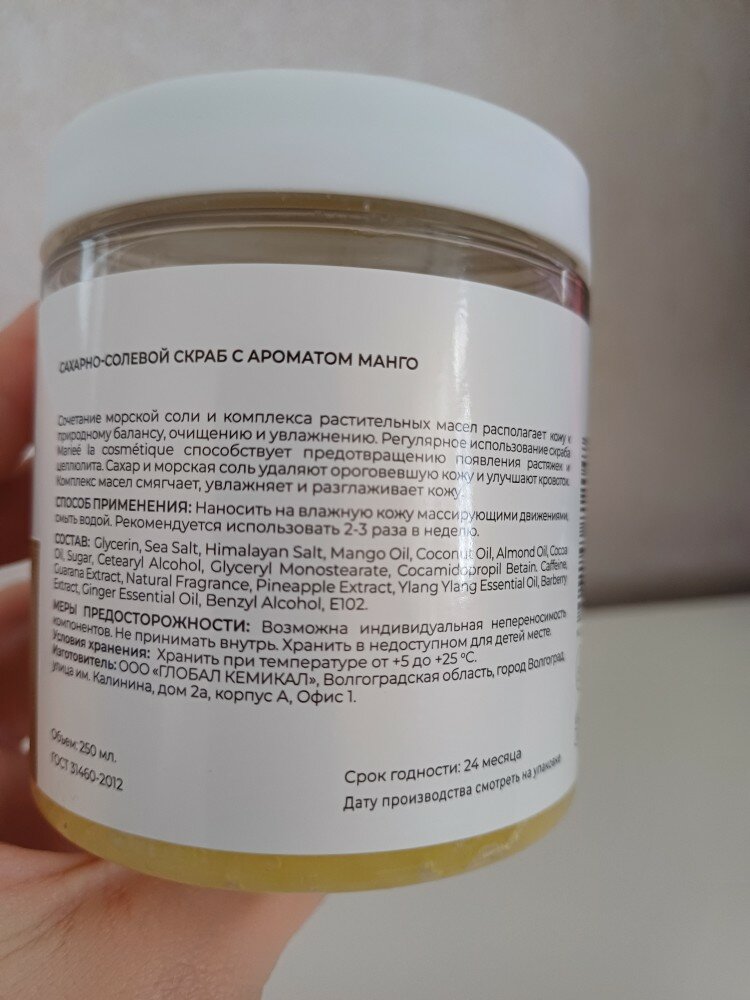 САХАРНО-СОЛЕВОЙ СКРАБ С АРОМАТОМ МАНГО
Сочетание морской соли и комплекса растительных масел располагает кожу к
природному балансу, очищению и увлажнению. Регулярное использование скраба
Marieé la cosmétique способствует предотвращению появления растяжек и
целлюлита. Сахар и морская соль удаляют ороговевшую кожу и улучшают кровоток.
Комплекс масел смягчает, увлажняет и разглаживает кожу.
СПОСОБ ПРИМЕНЕНИЯ: Наносить на влажную кожу массирующими движениями,
смыть водой. Рекомендуется использовать 2-3 раза в неделю.
СОСТАВ: Glycerin, Sea Salt, Himalayan Salt, Mango Oil, Coconut Oil, Almond Oil, Cocoa
Oil, Sugar, Cetearyl Alcohol, Glyceryl Monostearate, Cocamidopropil Betain. Caffeine,
Guarana Extract, Natural Fragrance, Pineapple Extract, Ylang Ylang Essential Oil, Barberry
Extract, Ginger Essential Oil, Benzyl Alcohol, E102.
МЕРЫ ПРЕДОСТОРОЖНОСТИ: Возможна индивидуальная непереносимость
компонентов. Не принимать внутрь. Хранить в недоступном для детей месте.
Условия хранения: Хранить при температуре от +5 до +25 °С.
Изготовитель: ООО «ГЛОБАЛ КЕМИКАЛ», Волгоградская область, город Волгоград,
улица им. Калинина, дом 2а, корпус А, Офис 1.
Объем: 250 мл.
ГОСТ 31460-2012
Срок годности: 24 месяца
Дату производства смотреть на упаковке